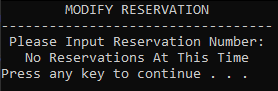 MODIFY RESERVATION
-----------------------------------
Please Input Reservation Number:
No Reservations At This Time
Press any key to continue . . .